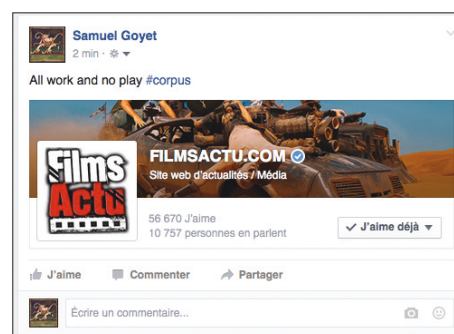 Samuel Goyet
2 min ·
All work and no play #corpus
Films
Actu
FILMSACTU.COM
Site web d'actualités / Média
56 670 J'aime
10 757 personnes en parlent
J'aime déjà
J'aime Commenter Partager
Écrire un commentaire...